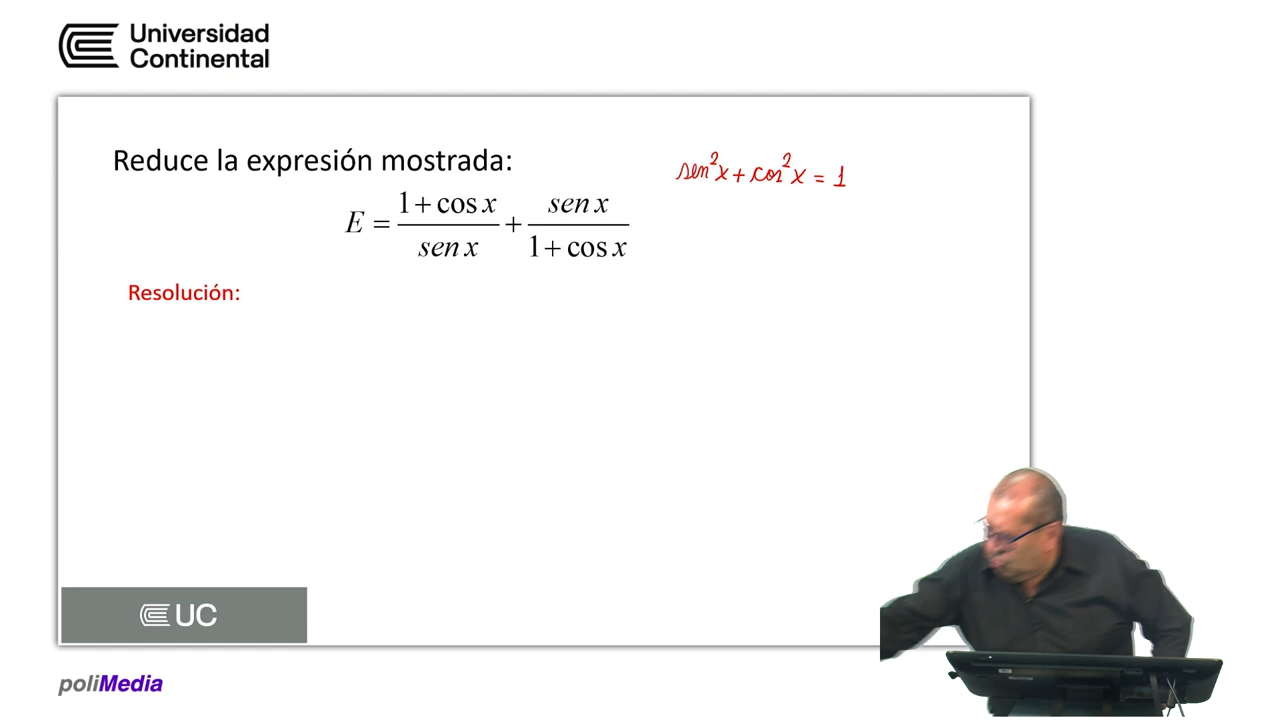 Universidad
Continental
Reduce la expresión mostrada:
sen²x + cos²x = 1
E = (1 + cos x)/(sen x) + (sen x)/(1 + cos x)
Resolución:
UC
poliMedia